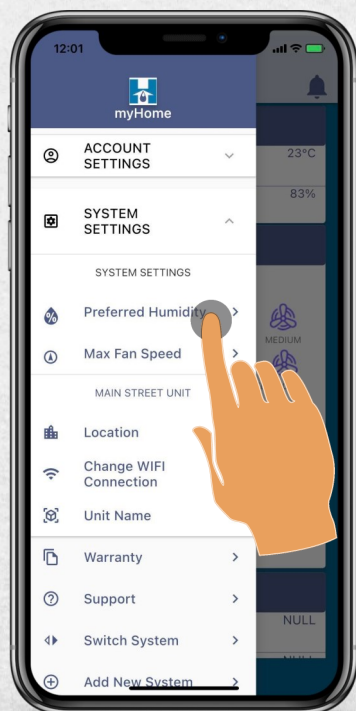 12:01
myHome
ACCOUNT
SETTINGS
23°C
83%
SYSTEM
SETTINGS
SYSTEM SETTINGS
%
Preferred Humidity
MEDIUM
Max Fan Speed
MAIN STREET UNIT
Location
Change WIFI
Connection
Unit Name
Warranty
Support
NULL
Switch System
Add New System